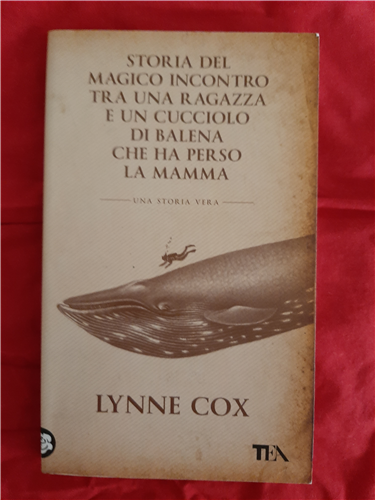 STORIA DEL
MAGICO INCONTRO
TRA UNA RAGAZZA
E UN CUCCIOLO
DI BALENA
CHE HA PERSO
LA MAMMA
UNA STORIA VERA
LYNNE COX
TEA